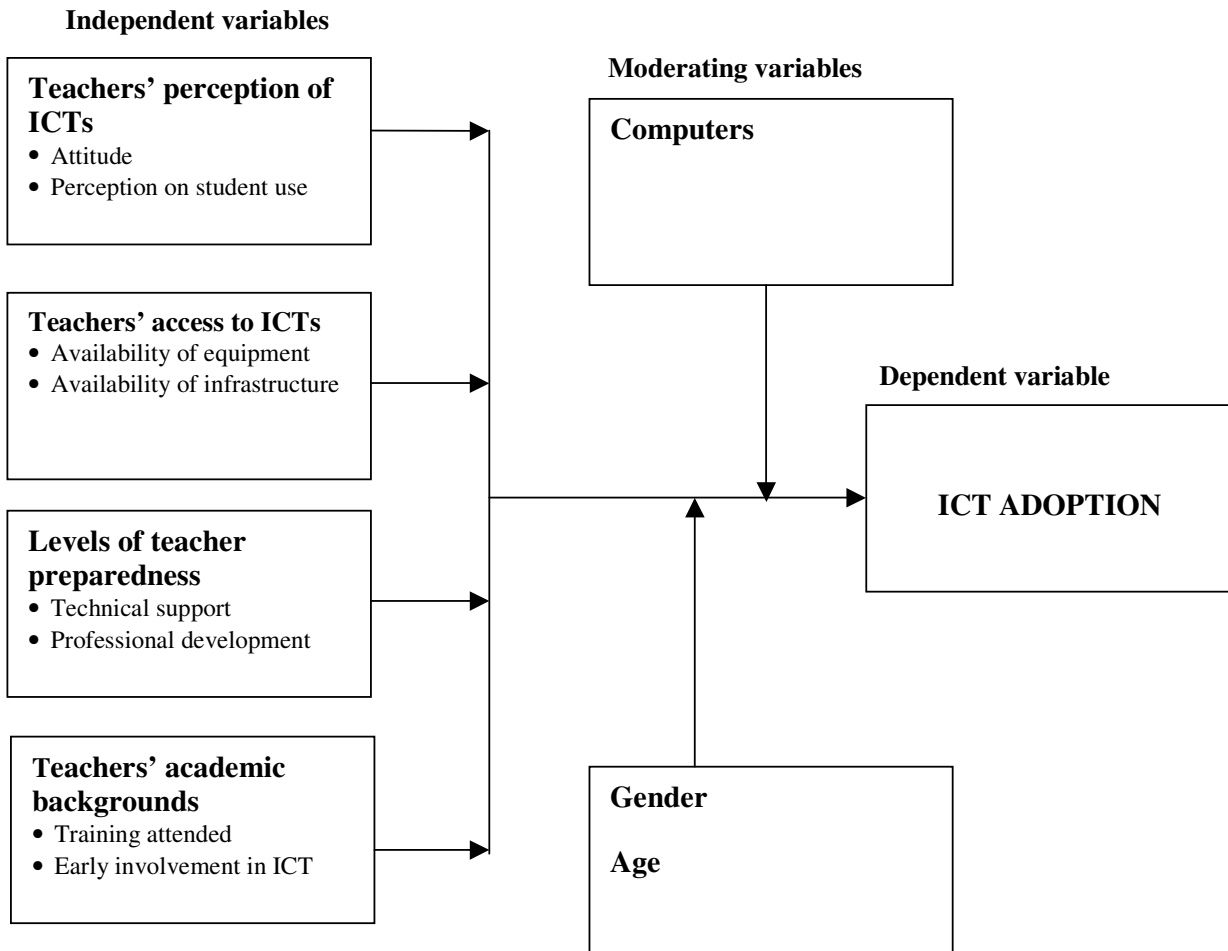 Independent variables
Teachers’ perception of
ICTs
• Attitude
• Perception on student use
Teachers’ access to ICTs
• Availability of equipment
• Availability of infrastructure
Levels of teacher
preparedness
• Technical support
• Professional development
Teachers’ academic
backgrounds
• Training attended
• Early involvement in ICT
Moderating variables
Computers
Gender
Age
Dependent variable
ICT ADOPTION